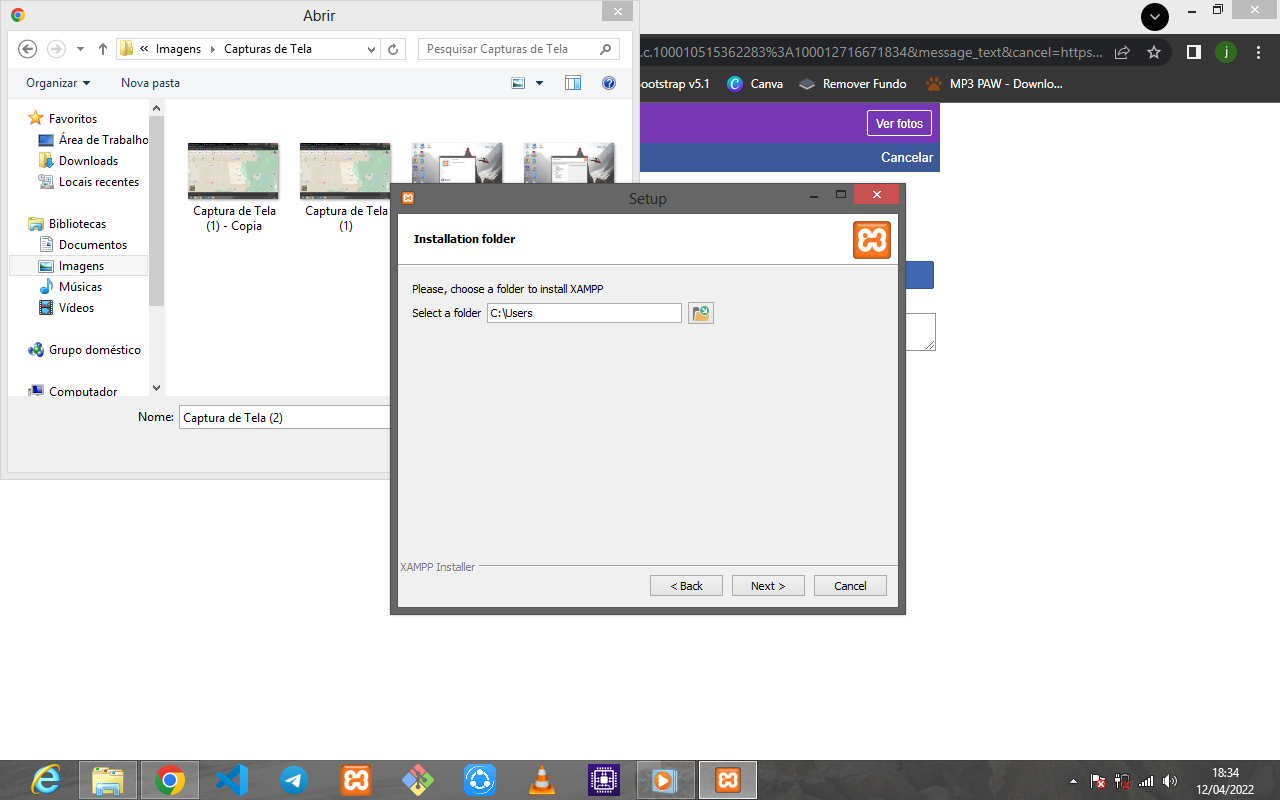 Abrir
« Imagens Capturas de Tela
Pesquisar Capturas de Tela
Organizar
Nova pasta
Favoritos
Área de Trabalho
Downloads
Locais recentes
Bibliotecas
Documentos
Imagens
Músicas
Vídeos
Grupo doméstico
Computador
Captura de Tela
(1) - Copia
Captura de Tela
(1)
Nome:
Captura de Tela (2)
.c.100010515362283%3A100012716671834&message_text&cancel=https...
j
ootstrap v5.1
Canva
Remover Fundo
MP3 PAW - Downlo...
Ver fotos
Cancelar
Setup
Installation folder
Please, choose a folder to install XAMPP
Select a folder
C:\Users
XAMPP Installer
< Back
Next >
Cancel
18:34
12/04/2022